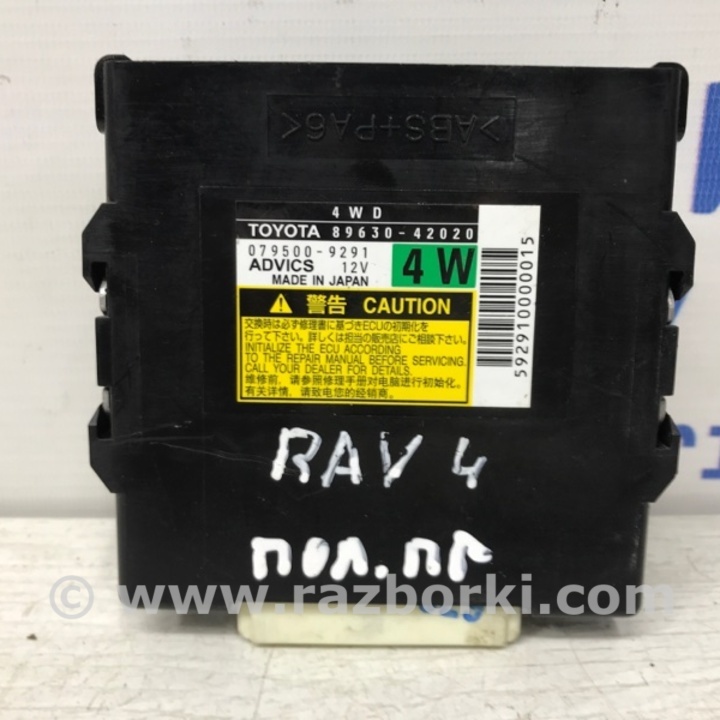 >ABS+PA6<
4WD
TOYOTA 89630-42020
079500-9291
ADVICS 12V
MADE IN JAPAN
4W
592910000015
警告 CAUTION
交換時は必ず修理書に基づきECUの初期化を
行って下さい。詳しくは担当の販売店にご相談下さい。
INITIALIZE THE ECU ACCORDING
TO THE REPAIR MANUAL BEFORE SERVICING.
CALL YOUR DEALER FOR DETAILS.
维修前，请参照修理手册对电脑进行初始化。
有关详情，请致电您的经销商。
RAV 4
пол. пг
© www.razborki.com